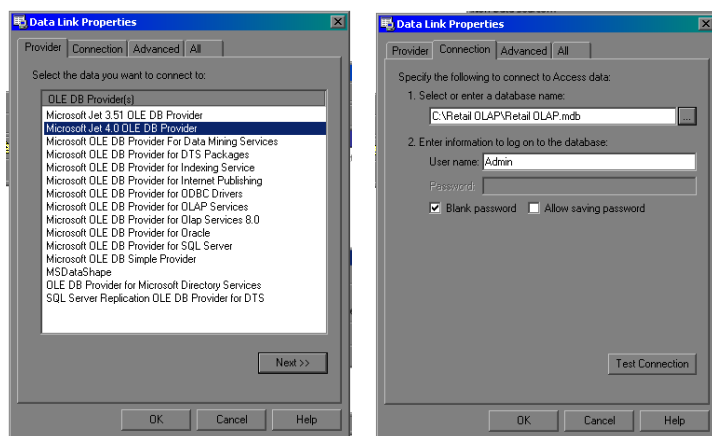 Data Link Properties
Provider Connection Advanced All
Select the data you want to connect to:
OLE DB Provider(s)
Microsoft Jet 3.51 OLE DB Provider
Microsoft Jet 4.0 OLE DB Provider
Microsoft OLE DB Provider For Data Mining Services
Microsoft OLE DB Provider for DTS Packages
Microsoft OLE DB Provider for Indexing Service
Microsoft OLE DB Provider for Internet Publishing
Microsoft OLE DB Provider for ODBC Drivers
Microsoft OLE DB Provider for OLAP Services
Microsoft OLE DB Provider for Olap Services 8.0
Microsoft OLE DB Provider for Oracle
Microsoft OLE DB Provider for SQL Server
Microsoft OLE DB Simple Provider
MSDataShape
OLE DB Provider for Microsoft Directory Services
SQL Server Replication OLE DB Provider for DTS
Next >>
OK Cancel Help
Data Link Properties
Provider Connection Advanced All
Specify the following to connect to Access data:
1. Select or enter a database name:
C:\Retail OLAP\Retail OLAP.mdb ...
2. Enter information to log on to the database:
User name: Admin
Password:
Blank password Allow saving password
Test Connection
OK Cancel Help